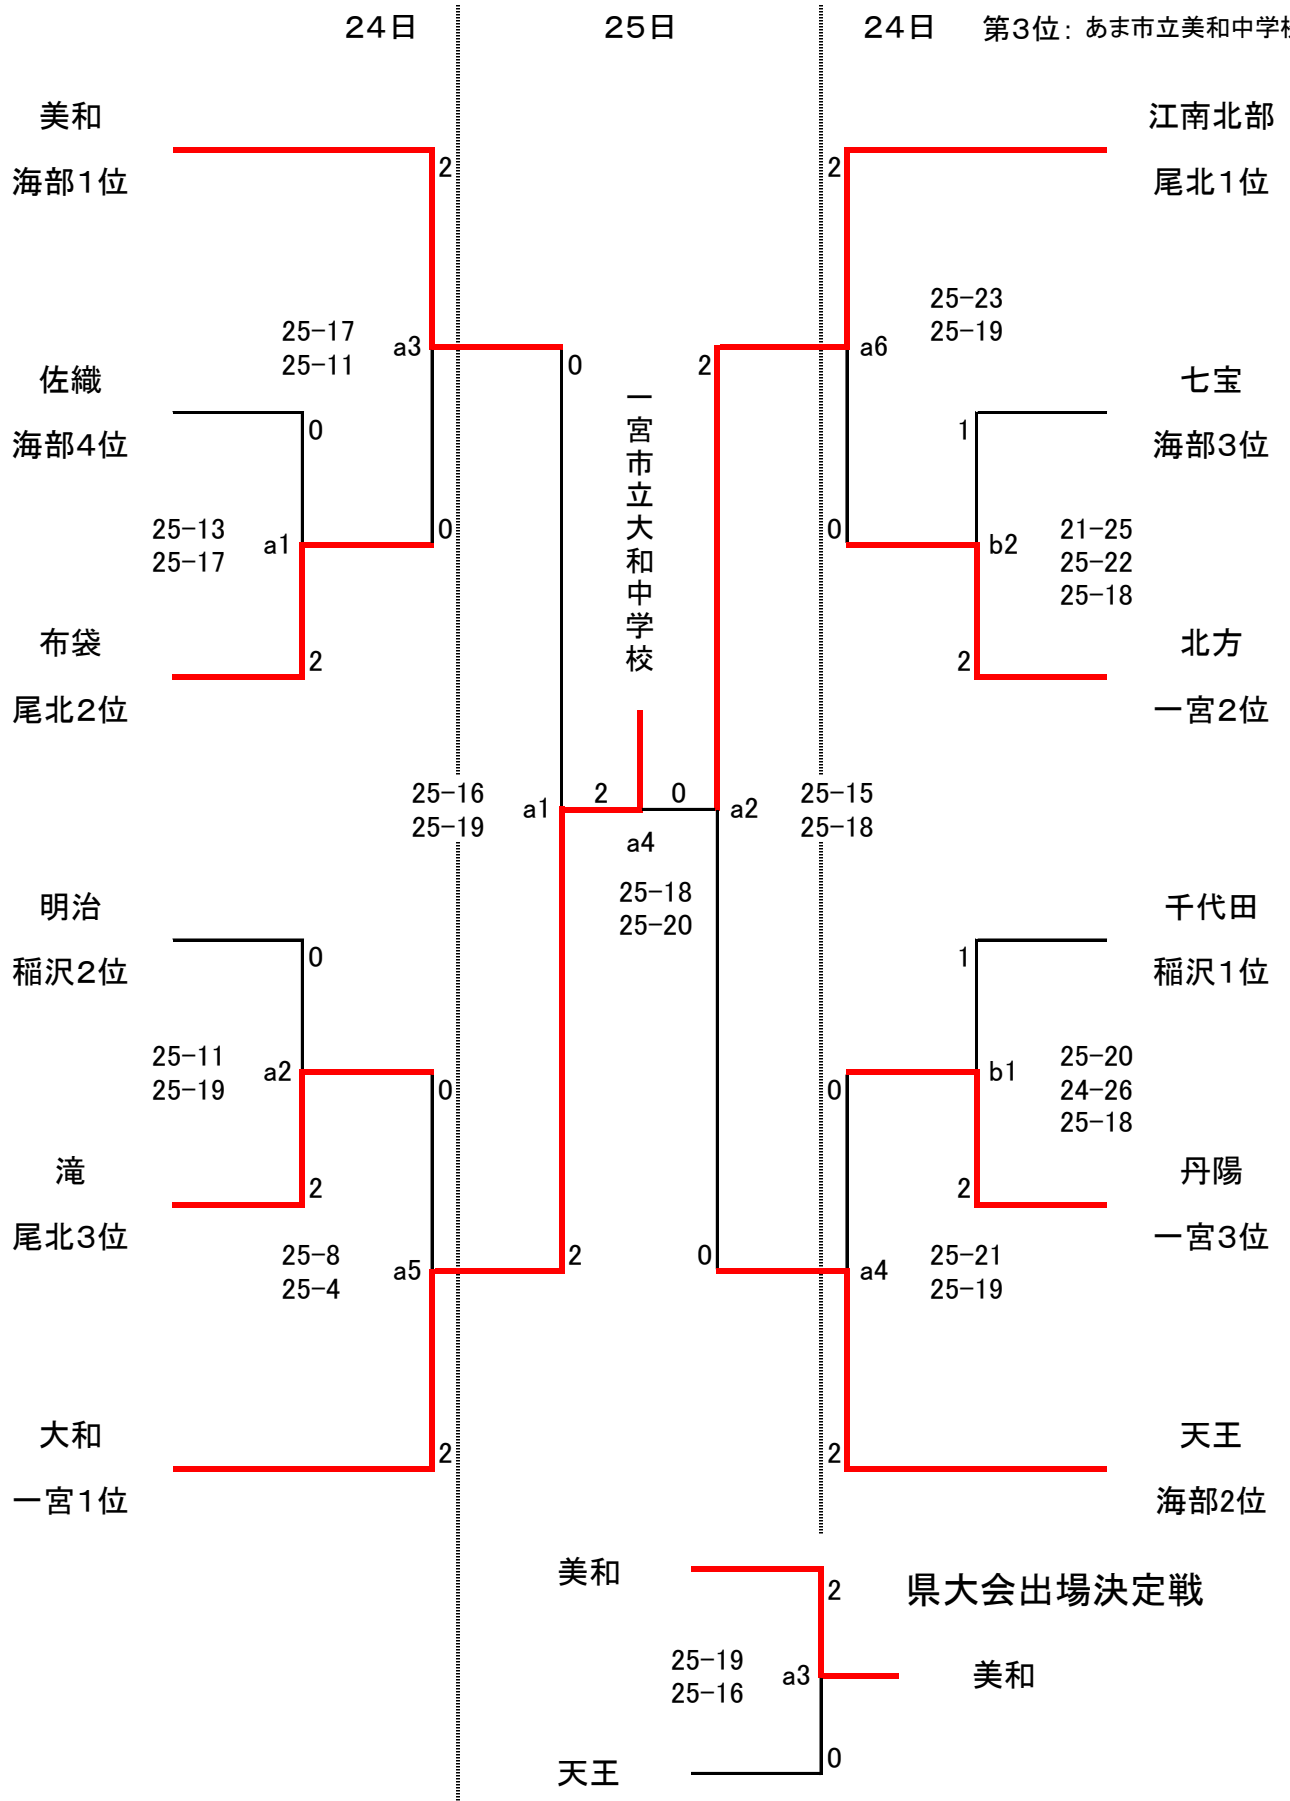 24日
25日
24日
第3位: あま市立美和中学校
美和
海部1位
佐織
海部4位
布袋
尾北2位
明治
稲沢2位
滝
尾北3位
大和
一宮1位
2
25-17
25-11
a3
0
25-13
25-17
a1
0
2
0
25-16
25-19
a1
0
25-11
25-19
a2
0
2
25-8
25-4
a5
2
2
一宮市立大和中学校
2
0
a4
25-18
25-20
江南北部
尾北1位
七宝
海部3位
北方
一宮2位
千代田
稲沢1位
丹陽
一宮3位
天王
海部2位
2
25-23
25-19
a6
2
1
0
b2
21-25
25-22
25-18
2
a2
25-15
25-18
1
0
b1
25-20
24-26
25-18
2
0
a4
25-21
25-19
2
美和
2
県大会出場決定戦
25-19
25-16
a3
美和
0
天王